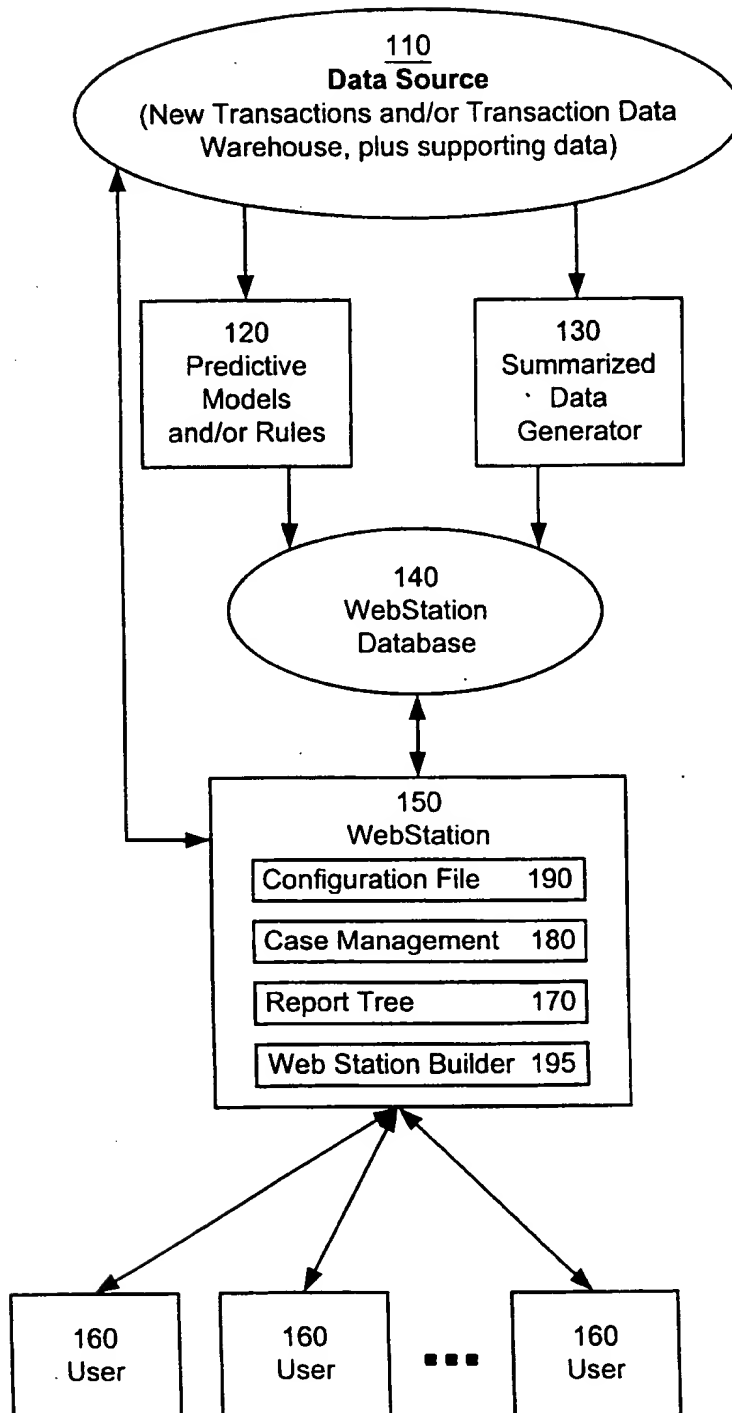 110
Data Source
(New Transactions and/or Transaction Data
Warehouse, plus supporting data)
120
Predictive
Models
and/or Rules
130
Summarized
Data
Generator
140
WebStation
Database
150
WebStation
Configuration File 190
Case Management 180
Report Tree 170
Web Station Builder 195
160
User
160
User
160
User